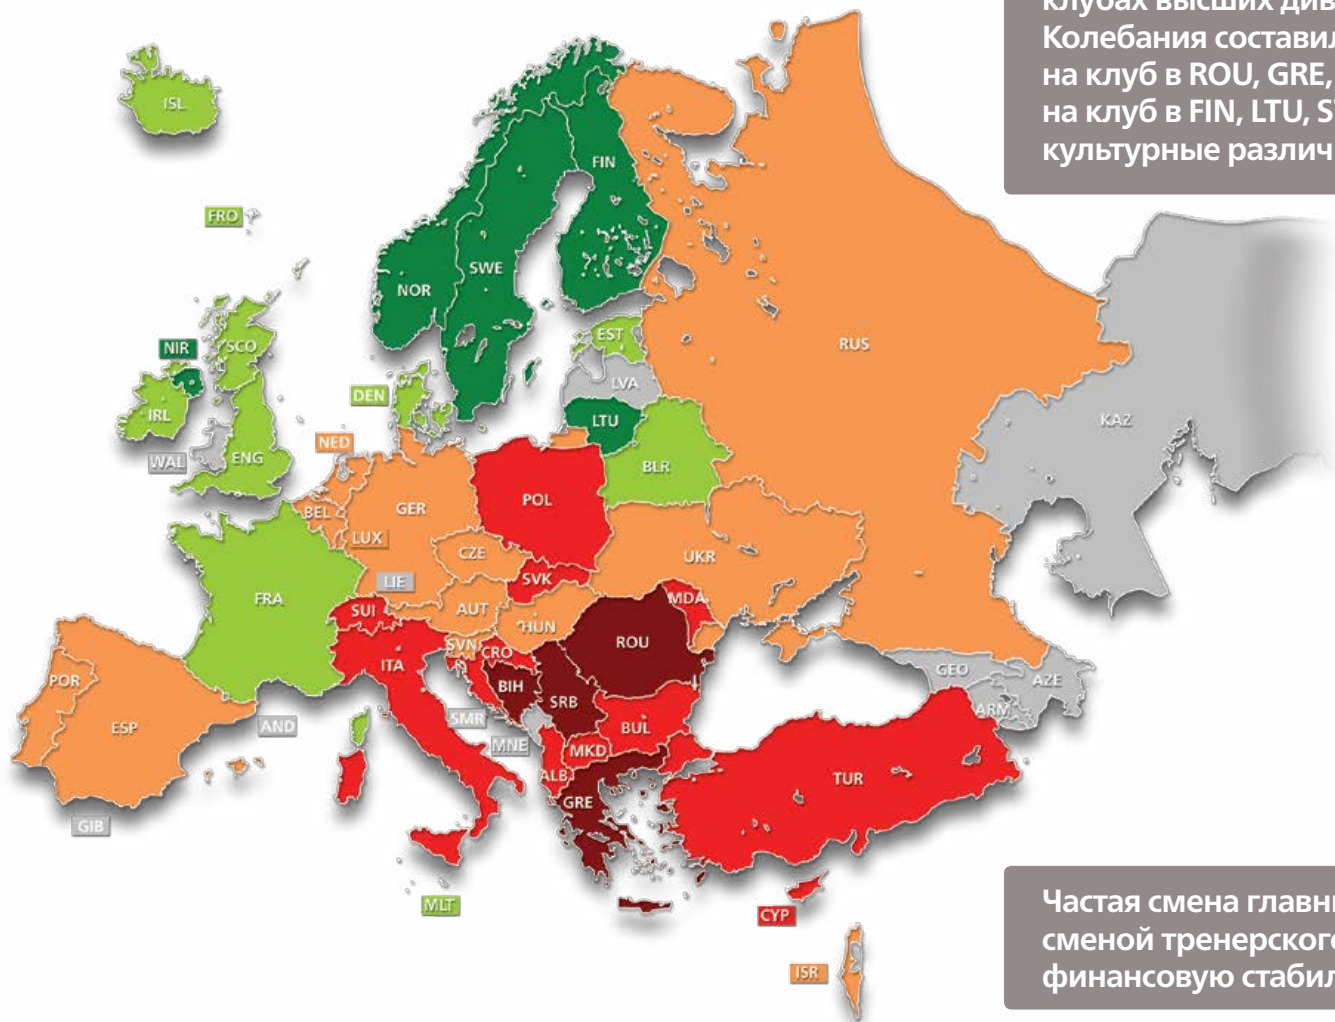 клубах высших див
Колебания составил
на клуб в ROU, GRE,
на клуб в FIN, LTU, S
культурные различ
ISL
FRO
FIN
SWE
NOR
NIR
SCO
IRL
WAL
ENG
DEN
EST
LVA
LTU
BLR
RUS
KAZ
NED
BEL
GER
LUX
POL
CZE
UKR
LIE
SVK
AUT
HUN
MDA
FRA
SUI
ITA
SVN
CRO
ROU
BIH
SRB
BUL
GEO
AZE
ARM
POR
ESP
AND
SMR
MNE
MKD
ALB
GRE
TUR
GIB
MLT
CYP
ISR
Частая смена главн
сменой тренерского
финансовую стабил